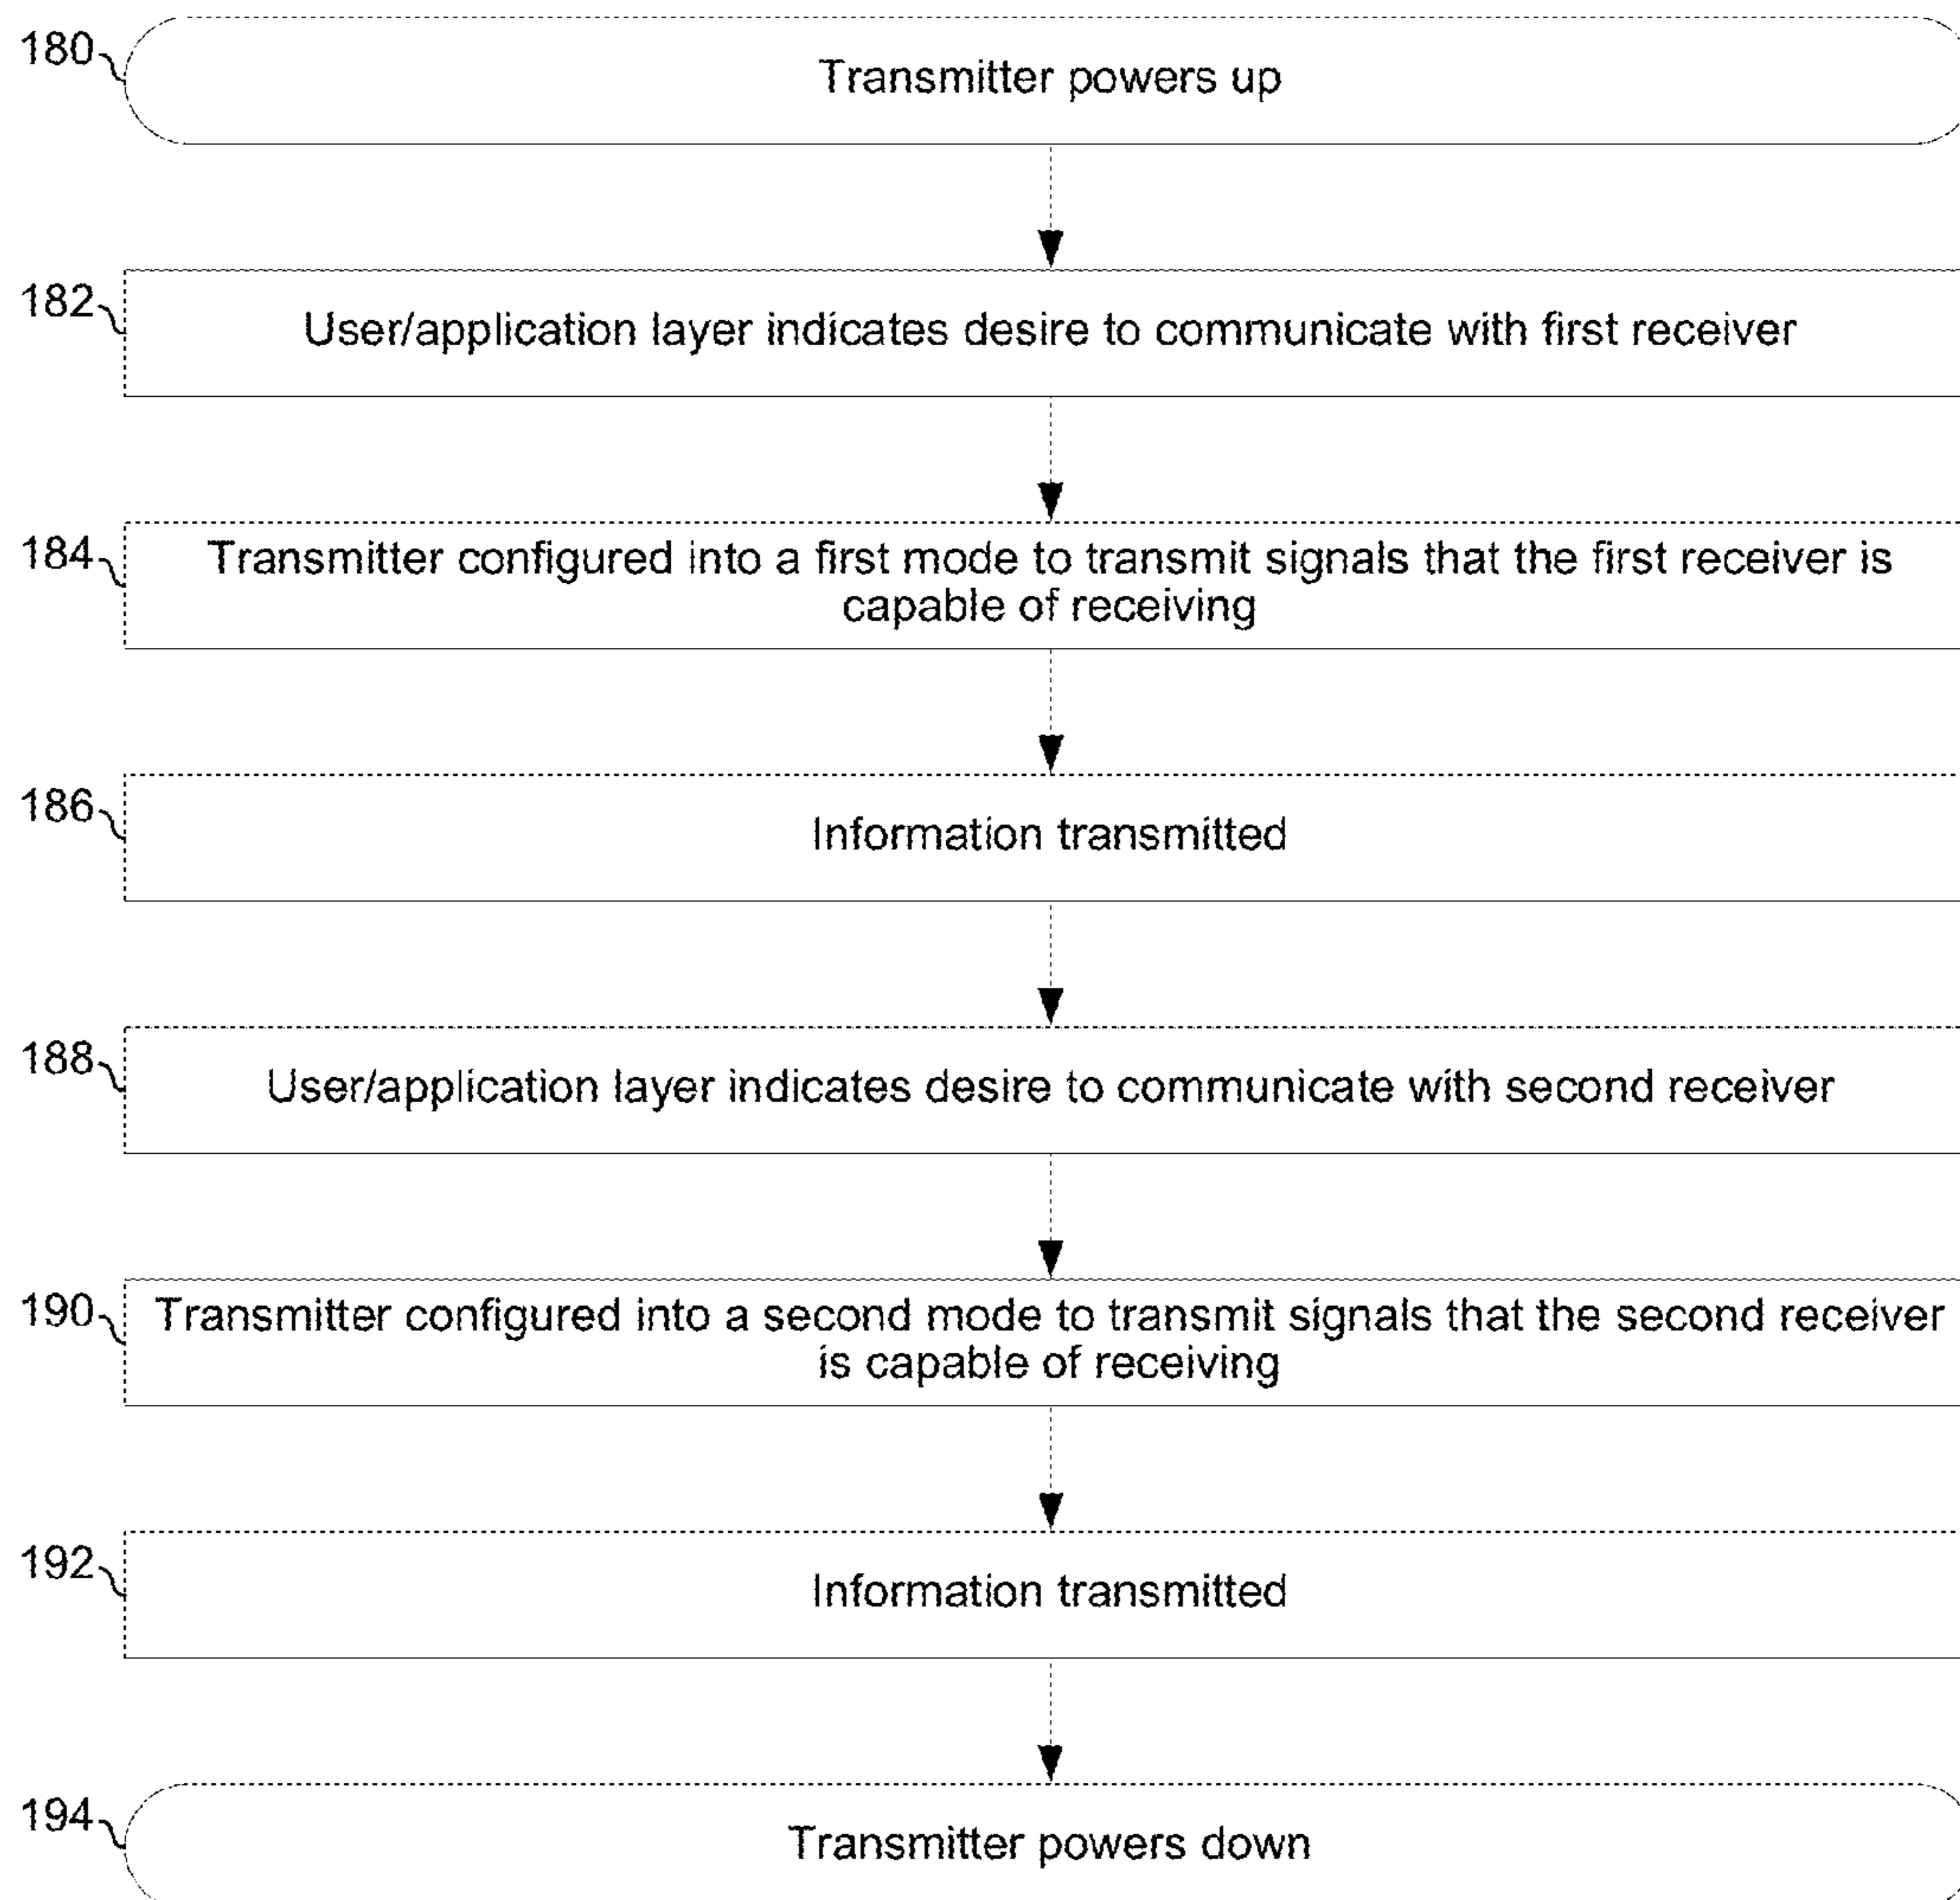 180
Transmitter powers up
182
User/application layer indicates desire to communicate with first receiver
184
Transmitter configured into a first mode to transmit signals that the first receiver is
capable of receiving
186
Information transmitted
188
User/application layer indicates desire to communicate with second receiver
190
Transmitter configured into a second mode to transmit signals that the second receiver
is capable of receiving
192
Information transmitted
194
Transmitter powers down